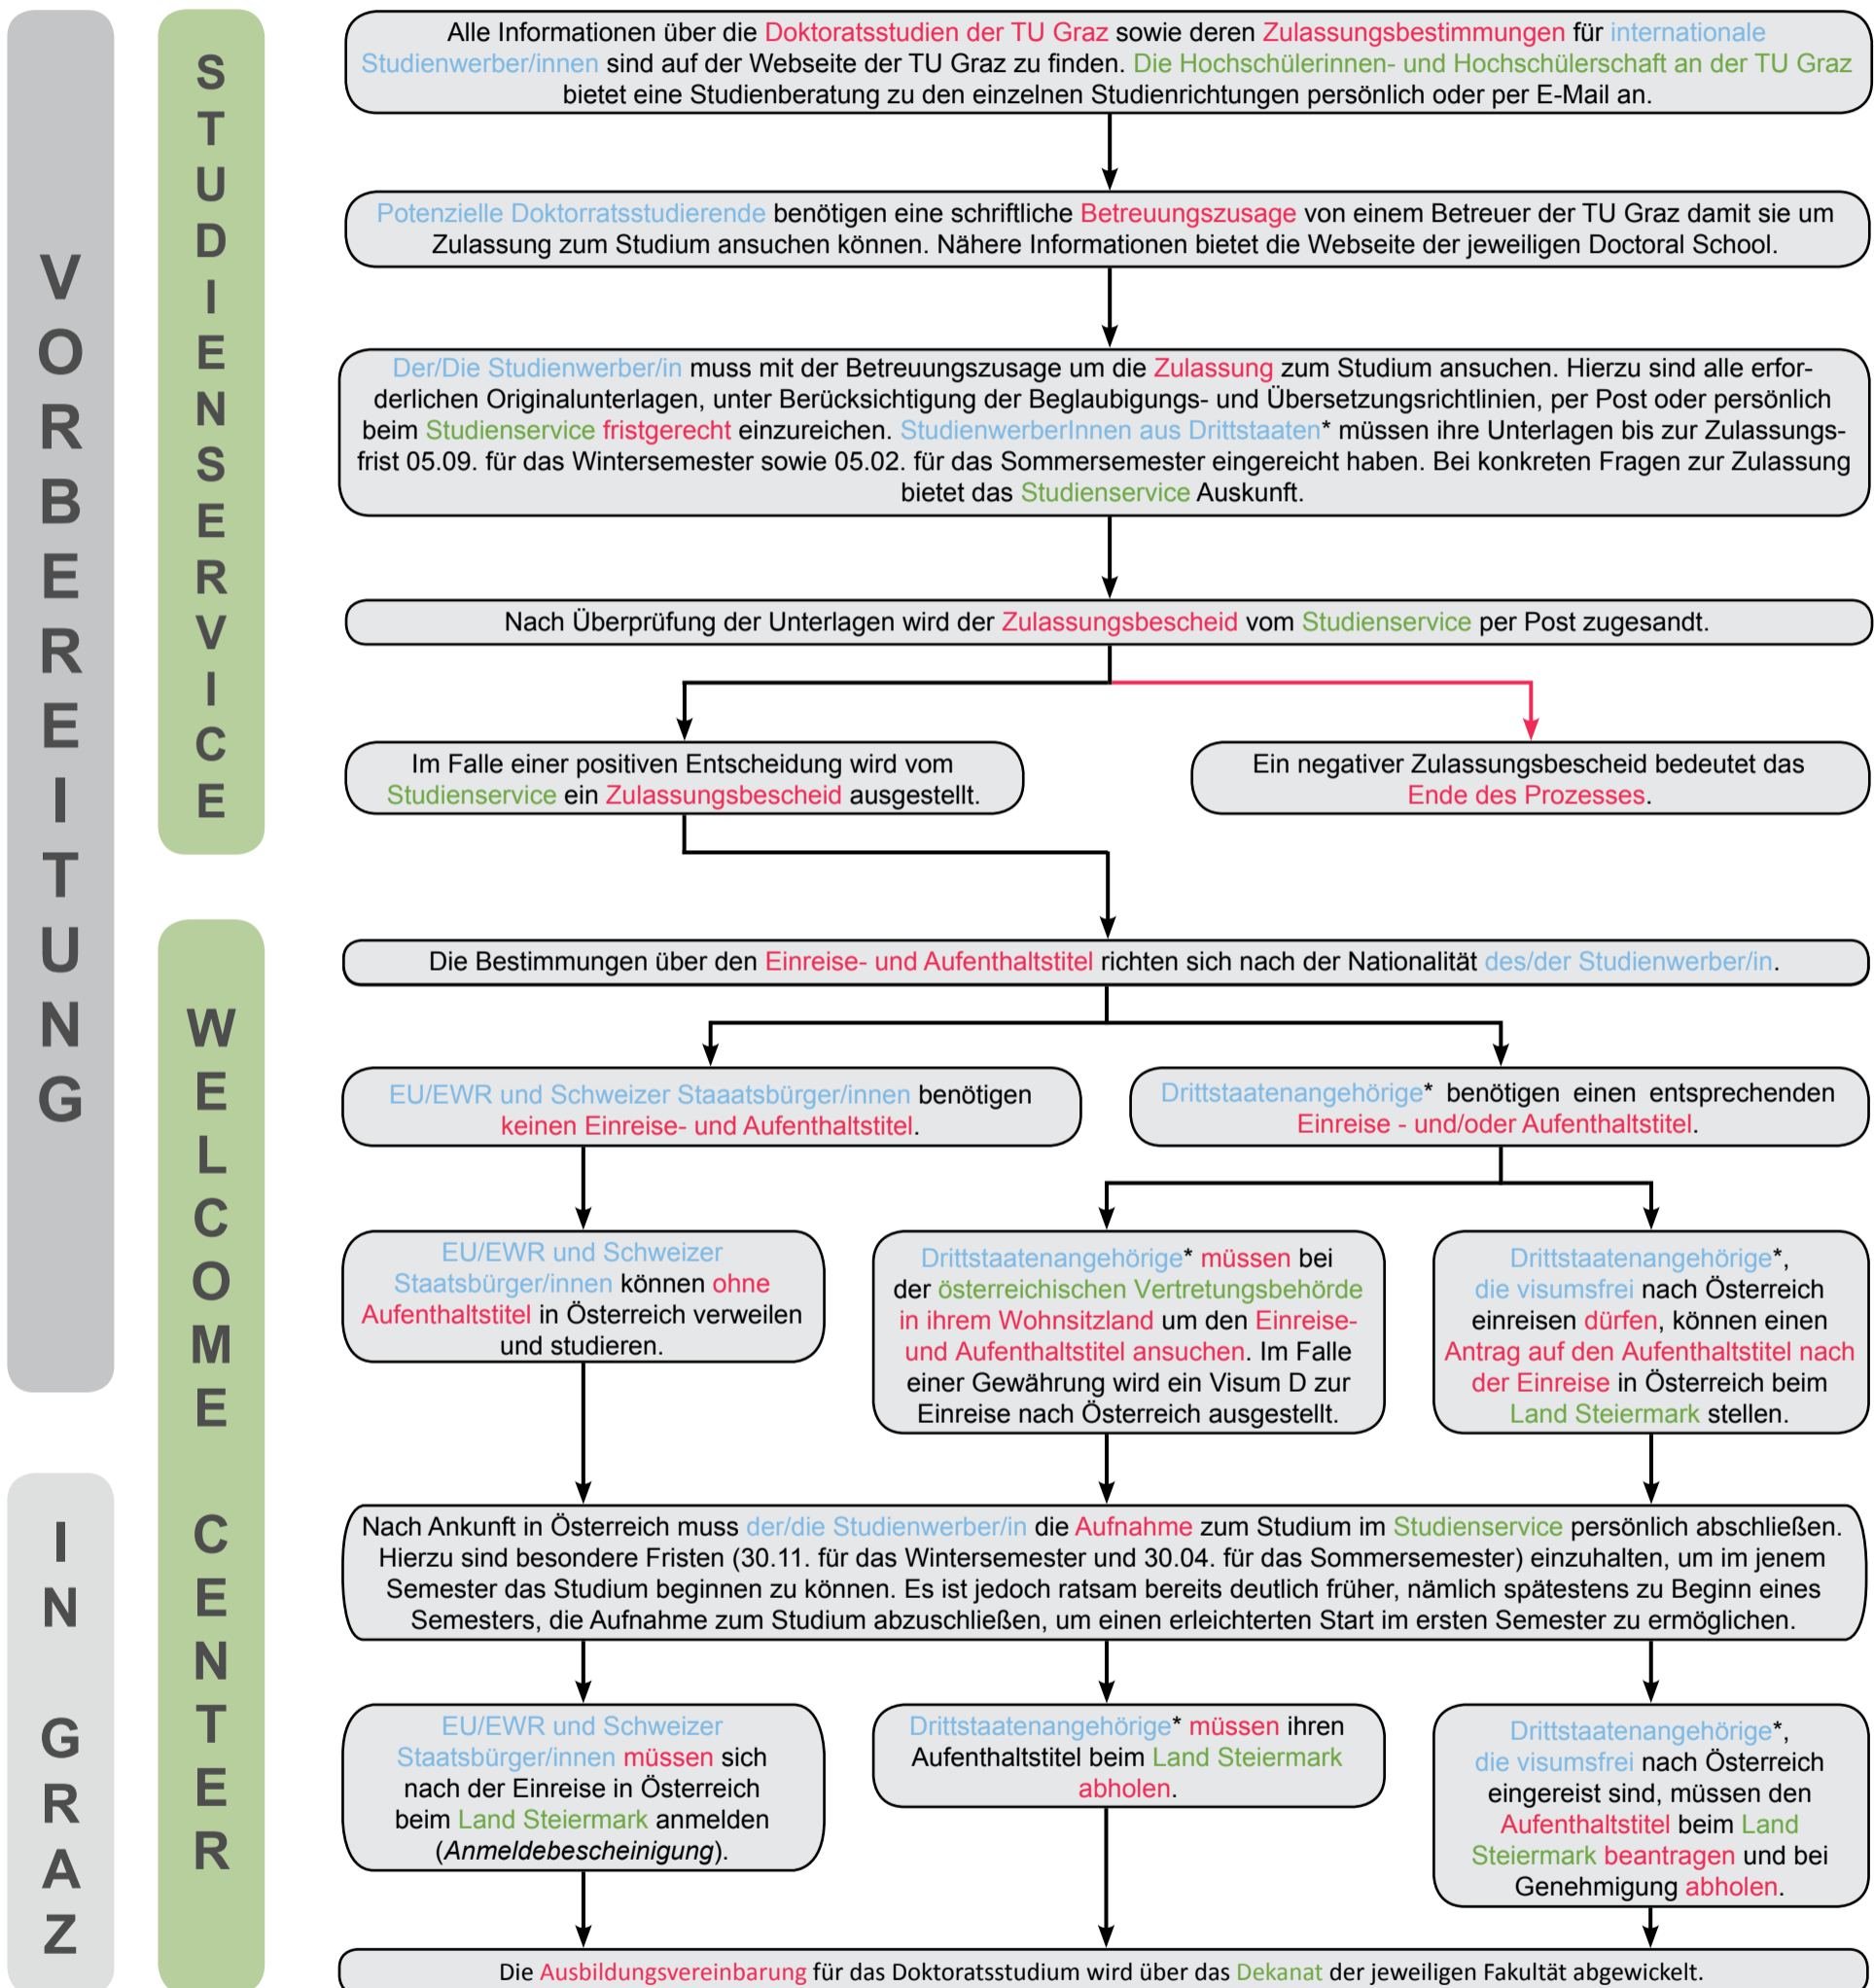 VORBEREITUNG
STUDIENSERVICE
Alle Informationen über die Doktoratsstudien der TU Graz sowie deren Zulassungsbestimmungen für internationale
Studienwerber/innen sind auf der Webseite der TU Graz zu finden. Die Hochschülerinnen- und Hochschülerschaft an der TU Graz
bietet eine Studienberatung zu den einzelnen Studienrichtungen persönlich oder per E-Mail an.
Potenzielle Doktorratsstudierende benötigen eine schriftliche Betreuungszusage von einem Betreuer der TU Graz damit sie um
Zulassung zum Studium ansuchen können. Nähere Informationen bietet die Webseite der jeweiligen Doctoral School.
Der/Die Studienwerber/in muss mit der Betreuungszusage um die Zulassung zum Studium ansuchen. Hierzu sind alle erfor-
derlichen Originalunterlagen, unter Berücksichtigung der Beglaubigungs- und Übersetzungsrichtlinien, per Post oder persönlich
beim Studienservice fristgerecht einzureichen. StudienwerberInnen aus Drittstaaten* müssen ihre Unterlagen bis zur Zulassungs-
frist 05.09. für das Wintersemester sowie 05.02. für das Sommersemester eingereicht haben. Bei konkreten Fragen zur Zulassung
bietet das Studienservice Auskunft.
Nach Überprüfung der Unterlagen wird der Zulassungsbescheid vom Studienservice per Post zugesandt.
Im Falle einer positiven Entscheidung wird vom
Studienservice ein Zulassungsbescheid ausgestellt.
Ein negativer Zulassungsbescheid bedeutet das
Ende des Prozesses.
WELCOME CENTER
Die Bestimmungen über den Einreise- und Aufenthaltstitel richten sich nach der Nationalität des/der Studienwerber/in.
EU/EWR und Schweizer Staaatsbürger/innen benötigen
keinen Einreise- und Aufenthaltstitel.
Drittstaatenangehörige* benötigen einen entsprechenden
Einreise - und/oder Aufenthaltstitel.
EU/EWR und Schweizer
Staatsbürger/innen können ohne
Aufenthaltstitel in Österreich verweilen
und studieren.
Drittstaatenangehörige* müssen bei
der österreichischen Vertretungsbehörde
in ihrem Wohnsitzland um den Einreise-
und Aufenthaltstitel ansuchen. Im Falle
einer Gewährung wird ein Visum D zur
Einreise nach Österreich ausgestellt.
Drittstaatenangehörige*,
die visumsfrei nach Österreich
einreisen dürfen, können einen
Antrag auf den Aufenthaltstitel nach
der Einreise in Österreich beim
Land Steiermark stellen.
IN GRAZ
Nach Ankunft in Österreich muss der/die Studienwerber/in die Aufnahme zum Studium im Studienservice persönlich abschließen.
Hierzu sind besondere Fristen (30.11. für das Wintersemester und 30.04. für das Sommersemester) einzuhalten, um im jenem
Semester das Studium beginnen zu können. Es ist jedoch ratsam bereits deutlich früher, nämlich spätestens zu Beginn eines
Semesters, die Aufnahme zum Studium abzuschließen, um einen erleichterten Start im ersten Semester zu ermöglichen.
EU/EWR und Schweizer
Staatsbürger/innen müssen sich
nach der Einreise in Österreich
beim Land Steiermark anmelden
(Anmeldebescheinigung).
Drittstaatenangehörige* müssen ihren
Aufenthaltstitel beim Land Steiermark
abholen.
Drittstaatenangehörige*,
die visumsfrei nach Österreich
eingereist sind, müssen den
Aufenthaltstitel beim Land
Steiermark beantragen und bei
Genehmigung abholen.
Die Ausbildungsvereinbarung für das Doktoratsstudium wird über das Dekanat der jeweiligen Fakultät abgewickelt.